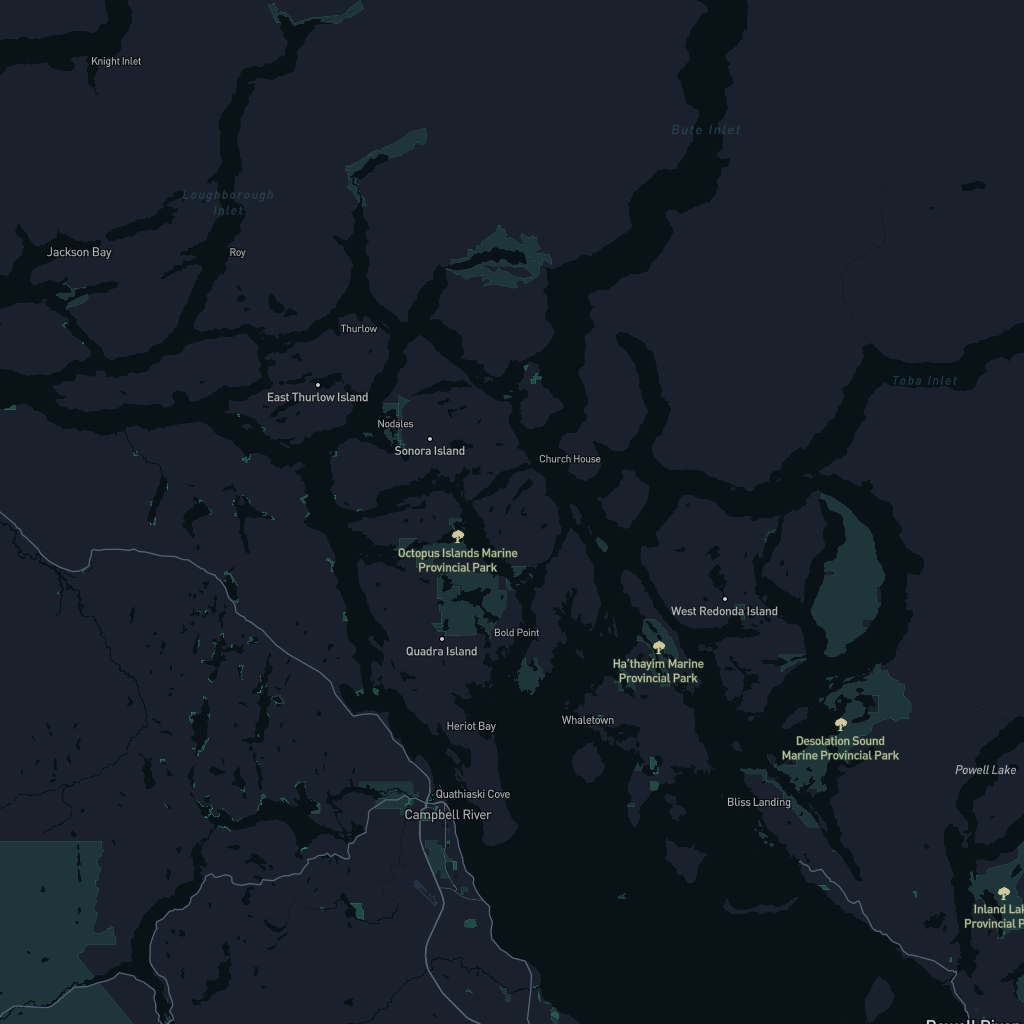 Knight Inlet
Bute Inlet
Loughborough
Inlet
Jackson Bay
Roy
Thurlow
Toba Inlet
East Thurlow Island
Nodales
Sonora Island
Church House
Octopus Islands Marine
Provincial Park
West Redonda Island
Bold Point
Quadra Island
Ha'thayim Marine
Provincial Park
Heriot Bay
Whaletown
Desolation Sound
Marine Provincial Park
Powell Lake
Quathiaski Cove
Bliss Landing
Campbell River
Inland Lak
Provincial P
Powell River